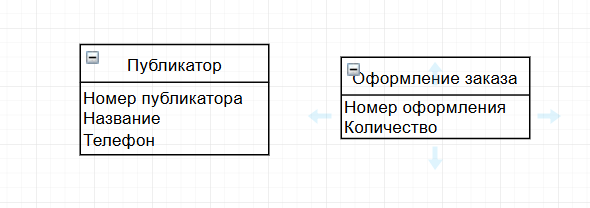 Публикатор
Номер публикатора
Название
Телефон
Оформление заказа
Номер оформления
Количество